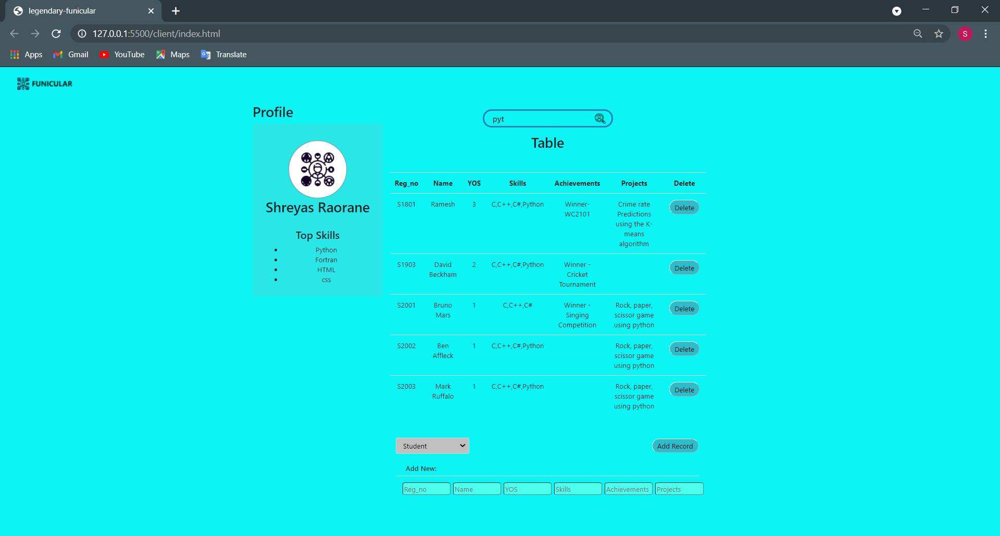 legendary-funicular
127.0.0.1:5500/client/index.html
S
Apps Gmail YouTube Maps Translate
FUNICULAR
Profile
Shreyas Raorane
Top Skills
• Python
• Fortran
• HTML
• css
pyt
Table
Reg_no Name YOS Skills Achievements Projects Delete
S1801 Ramesh 3 C,C++,C#,Python Winner- Crime rate Delete
WC2101 Predictions
using the K-
means
algorithm
S1903 David 2 C,C++,C#,Python Winner - Delete
Beckham Cricket
Tournament
S2001 Bruno 1 C,C++,C# Winner - Rock, paper, Delete
Mars Singing scissor game
Competition using python
S2002 Ben 1 C,C++,C#,Python Rock, paper, Delete
Affleck scissor game
using python
S2003 Mark 1 C,C++,C#,Python Rock, paper, Delete
Ruffalo scissor game
using python
Student Add Record
Add New:
Reg_no Name YOS Skills Achievements Projects